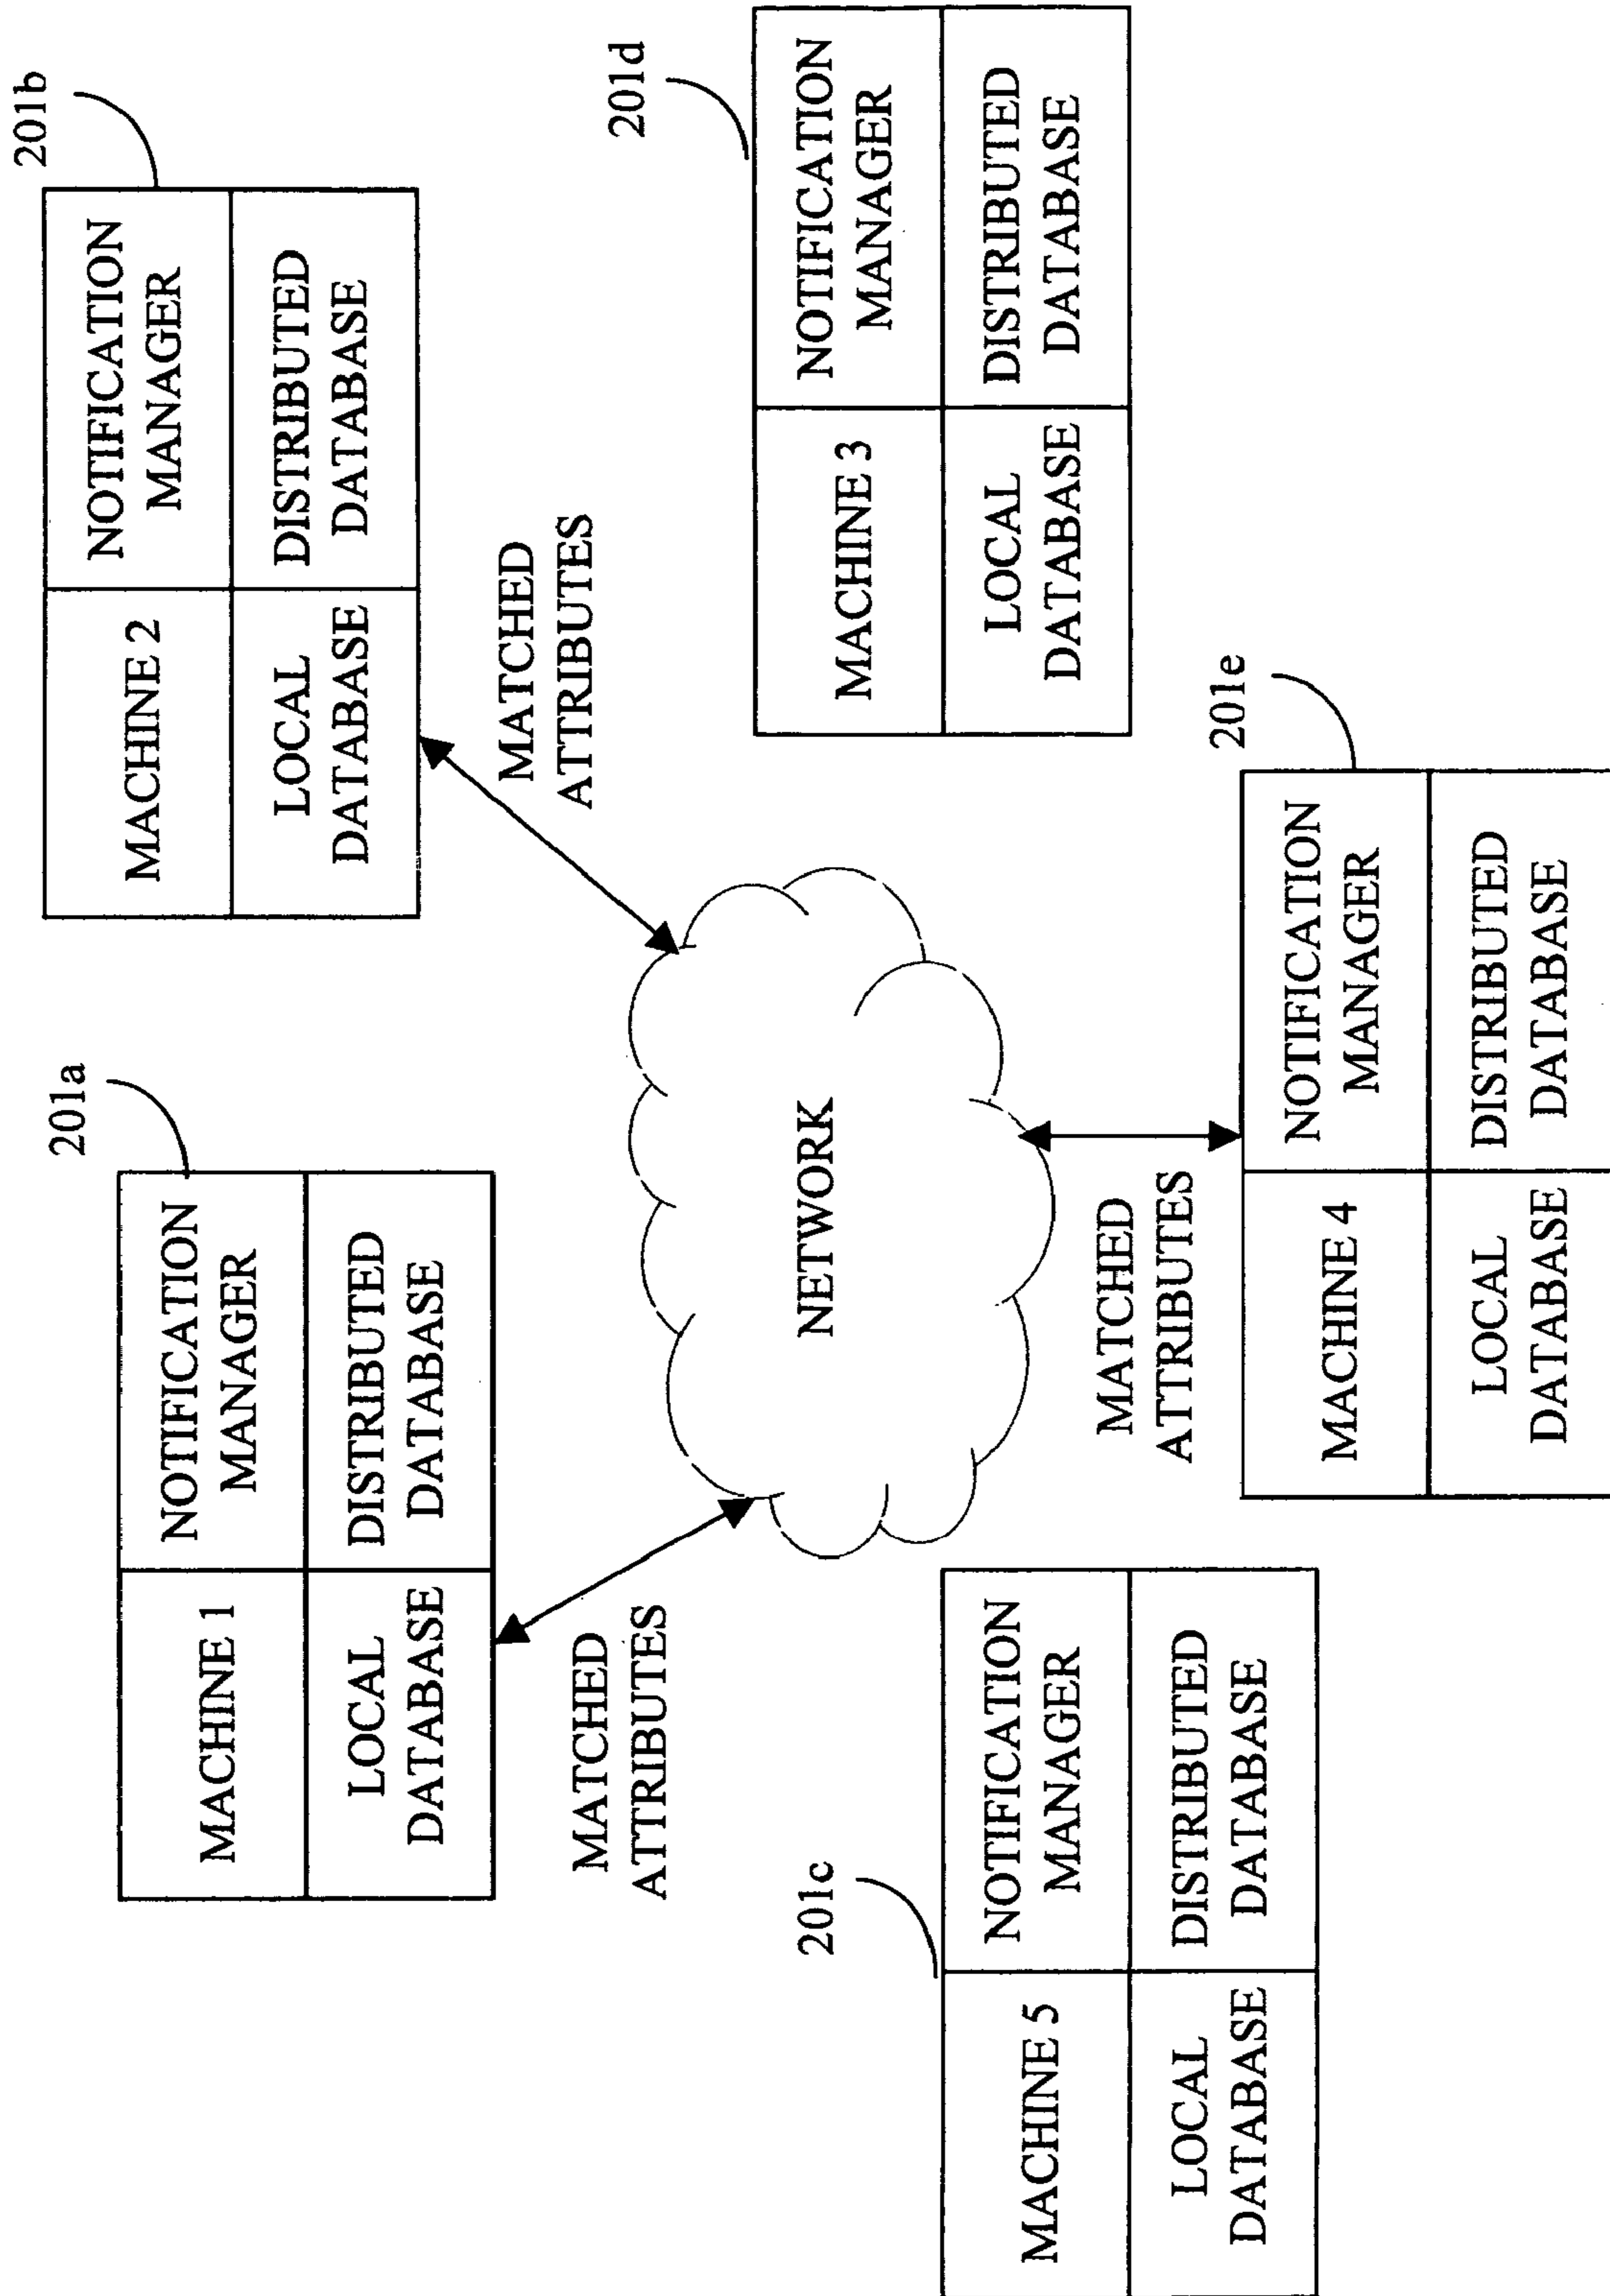 201a
MACHINE 1
NOTIFICATION
MANAGER
LOCAL
DATABASE
DISTRIBUTED
DATABASE
201b
MACHINE 2
NOTIFICATION
MANAGER
LOCAL
DATABASE
DISTRIBUTED
DATABASE
MATCHED
ATTRIBUTES
MATCHED
ATTRIBUTES
NETWORK
201d
MACHINE 3
NOTIFICATION
MANAGER
LOCAL
DATABASE
DISTRIBUTED
DATABASE
201c
MACHINE 5
NOTIFICATION
MANAGER
LOCAL
DATABASE
DISTRIBUTED
DATABASE
MATCHED
ATTRIBUTES
201e
MACHINE 4
NOTIFICATION
MANAGER
LOCAL
DATABASE
DISTRIBUTED
DATABASE